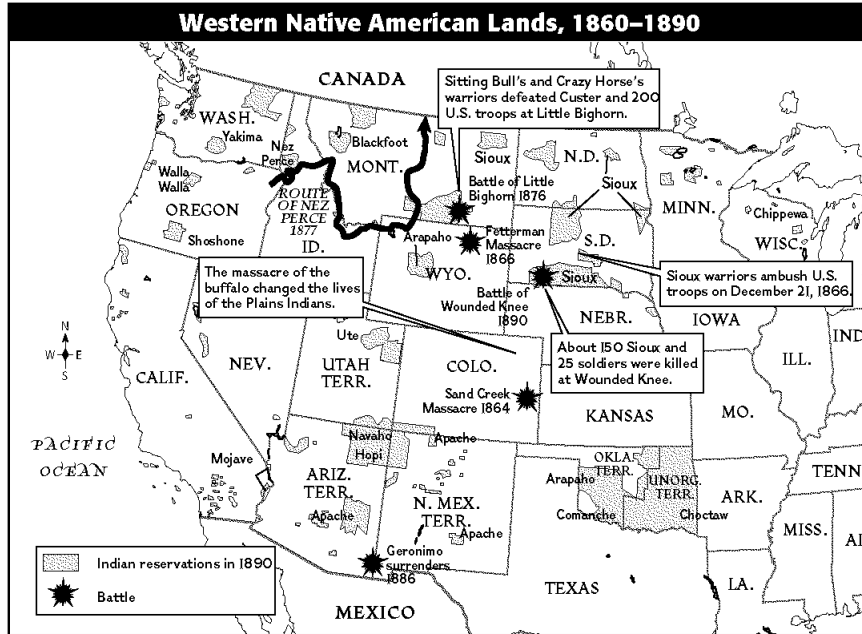 Western Native American Lands, 1860–1890
CANADA
Sitting Bull's and Crazy Horse's
warriors defeated Custer and 200
U.S. troops at Little Bighorn.
WASH.
Yakima
Nez
Perce
Blackfoot
MONT.
Sioux
N.D.
Sioux
MINN.
Walla
Walla
OREGON
Shoshone
ROUTE
OF NEZ
PERCE
1877
ID.
Battle of Little
Bighorn 1876
Chippewa
WISC.
Arapaho
WYO.
Fetterman
Massacre
1866
S.D.
Sioux
Sioux warriors ambush U.S.
troops on December 21, 1866.
The massacre of the
buffalo changed the lives
of the Plains Indians.
Battle of
Wounded Knee
1890
NEBR.
IOWA
About 150 Sioux and
25 soldiers were killed
at Wounded Knee.
N
W
E
S
CALIF.
NEV.
Ute
UTAH
TERR.
COLO.
Sand Creek
Massacre 1864
KANSAS
MO.
ILL.
IND
PACIFIC
OCEAN
Mojave
Navaho
Hopi
Apache
ARIZ.
TERR.
Apache
N. MEX.
TERR.
Apache
OKLA.
TERR.
Arapaho
UNORG.
TERR.
Comanche
Choctaw
ARK.
TENN
MISS.
AL
Geronimo
surrenders
1886
TEXAS
LA.
MEXICO
Indian reservations in 1890
Battle